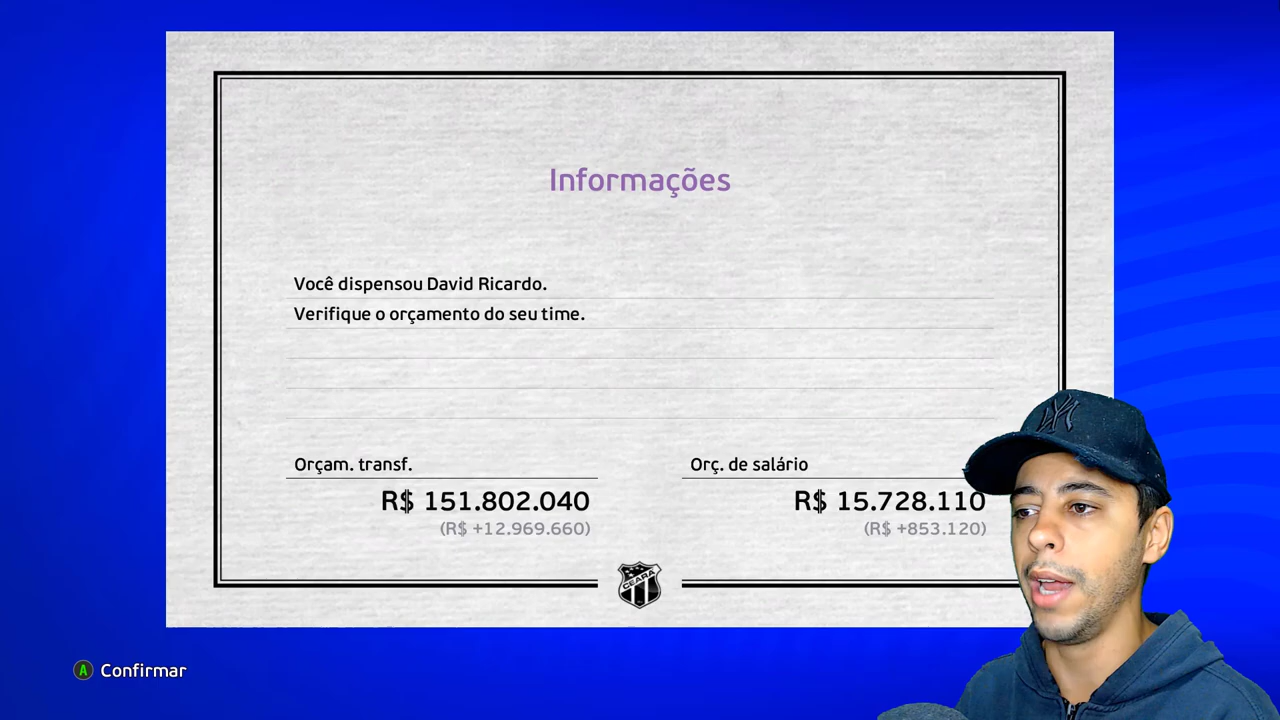 Informações
Você dispensou David Ricardo.
Verifique o orçamento do seu time.
Orçam. transf.
Orç. de salário
R$ 151.802.040
R$ 15.728.110
(R$ +12.969.660)
(R$ +853.120)
CEARÁ
A Confirmar